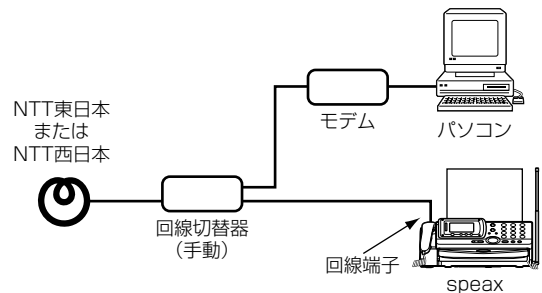 NTT東日本
または
NTT西日本
回線切替器
（手動）
モデム
パソコン
回線端子
speax